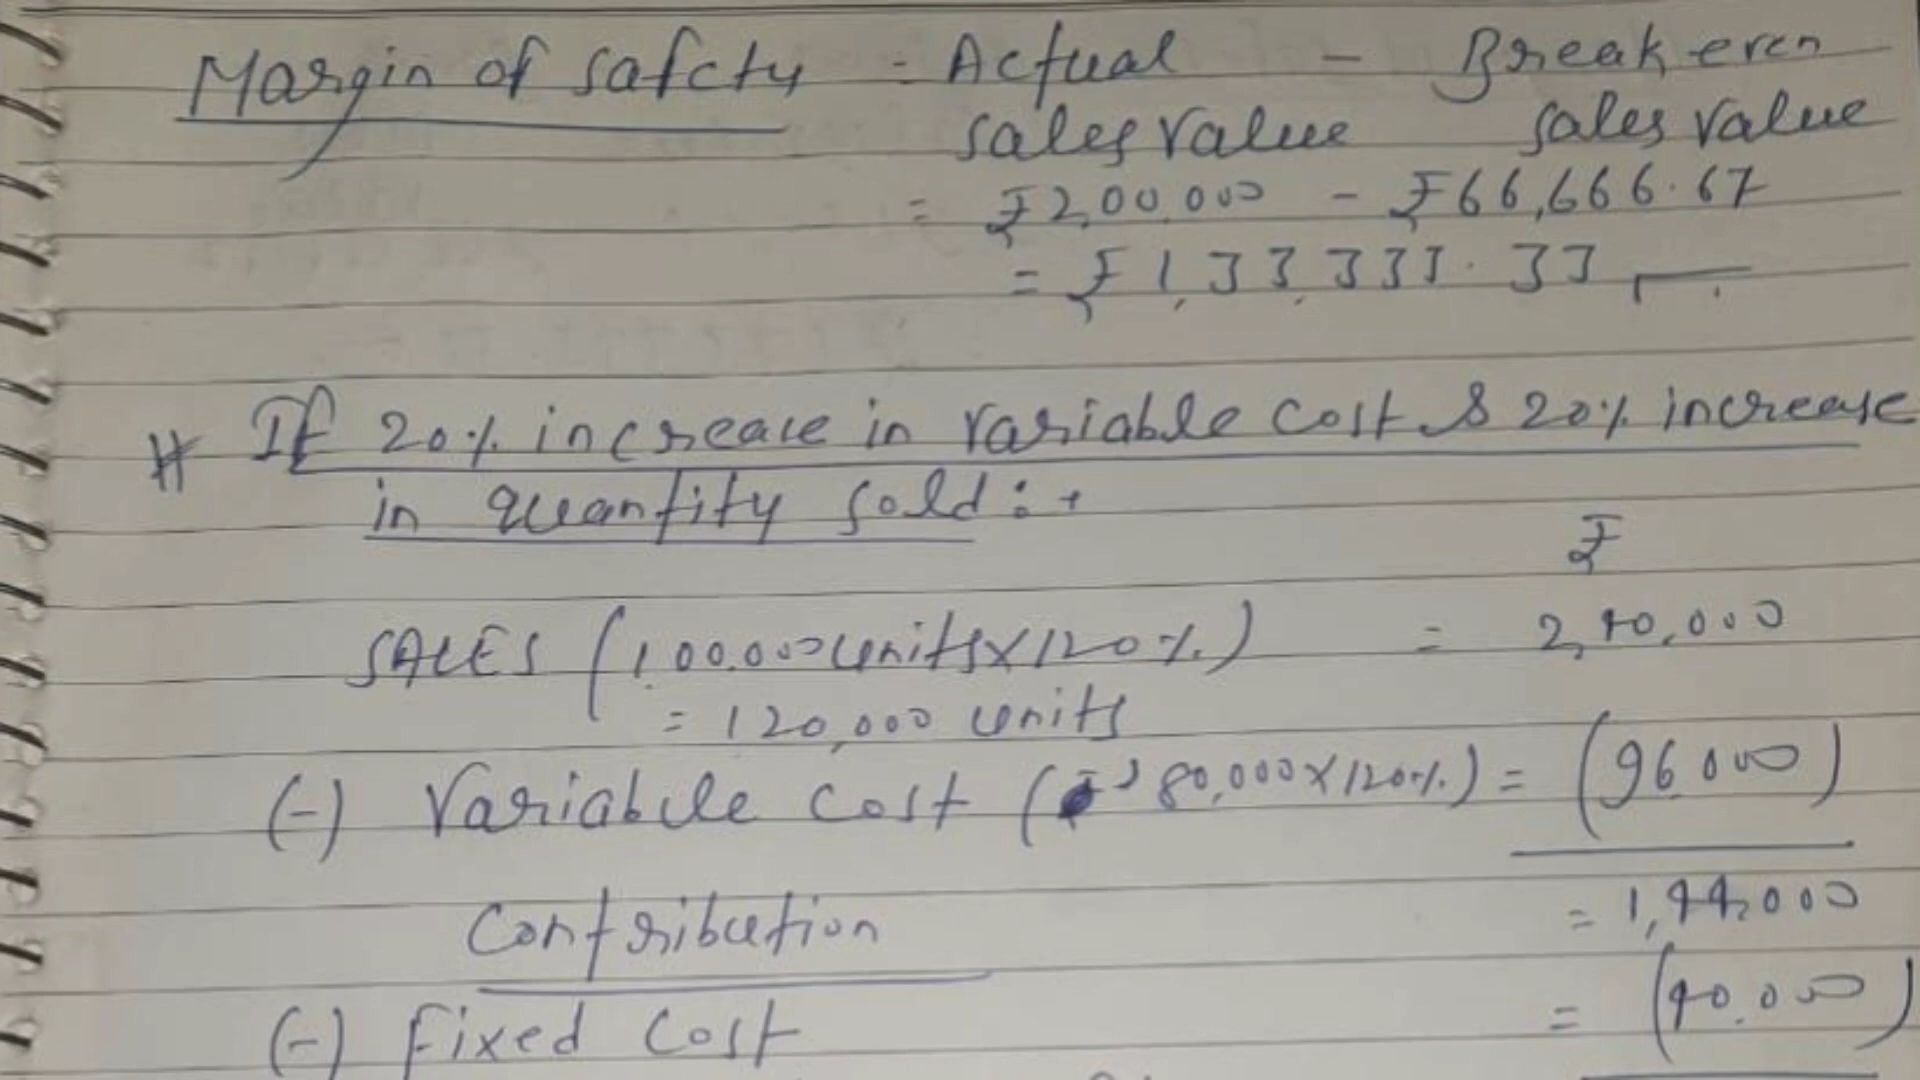 Margin of safety = Actual - Break even
sales value sales value
= ₹2,00,000 - ₹66,666.67
= ₹1,33,333.33
# If 20% increase in variable cost & 20% increase
in quantity sold :-
₹
SALES (1,00,000 units x 120%) = 2,40,000
= 120,000 units
(-) Variable cost (80,000 x 120%) = (96,000)
Contribution = 1,44,000
(-) Fixed cost = (40,000)